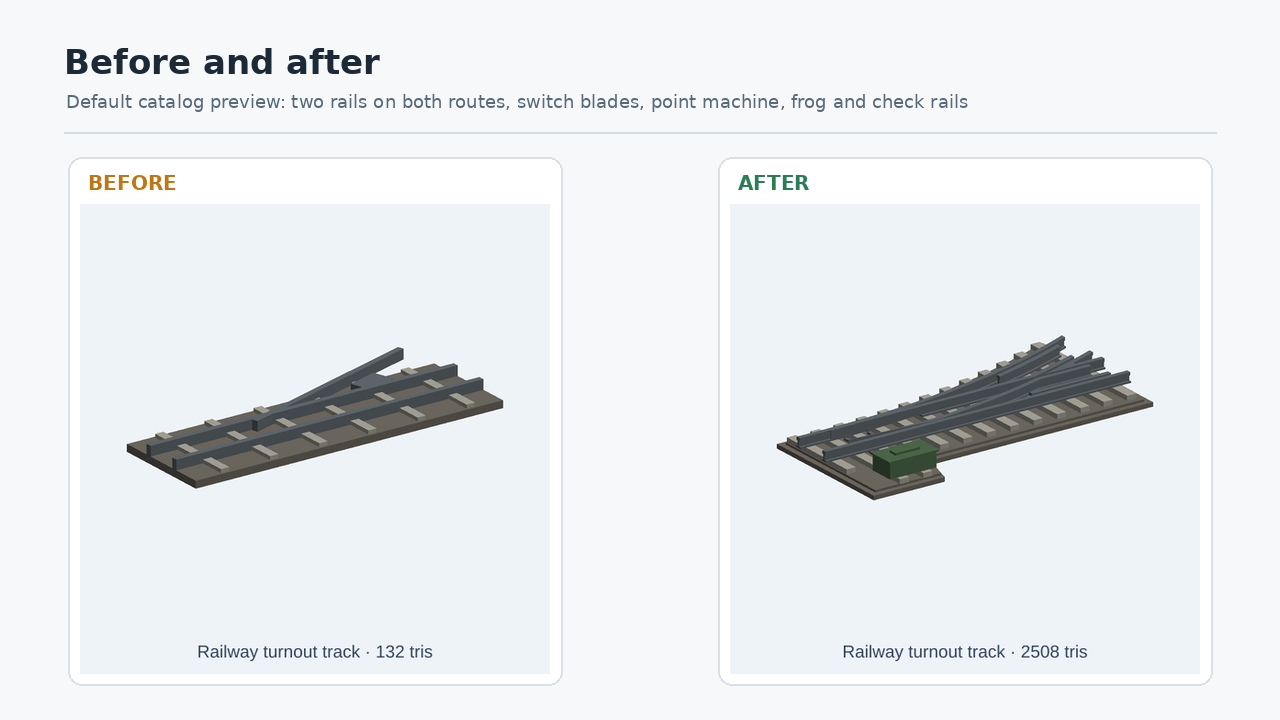 Before and after
Default catalog preview: two rails on both routes, switch blades, point machine, frog and check rails
BEFORE
Railway turnout track · 132 tris
AFTER
Railway turnout track · 2508 tris